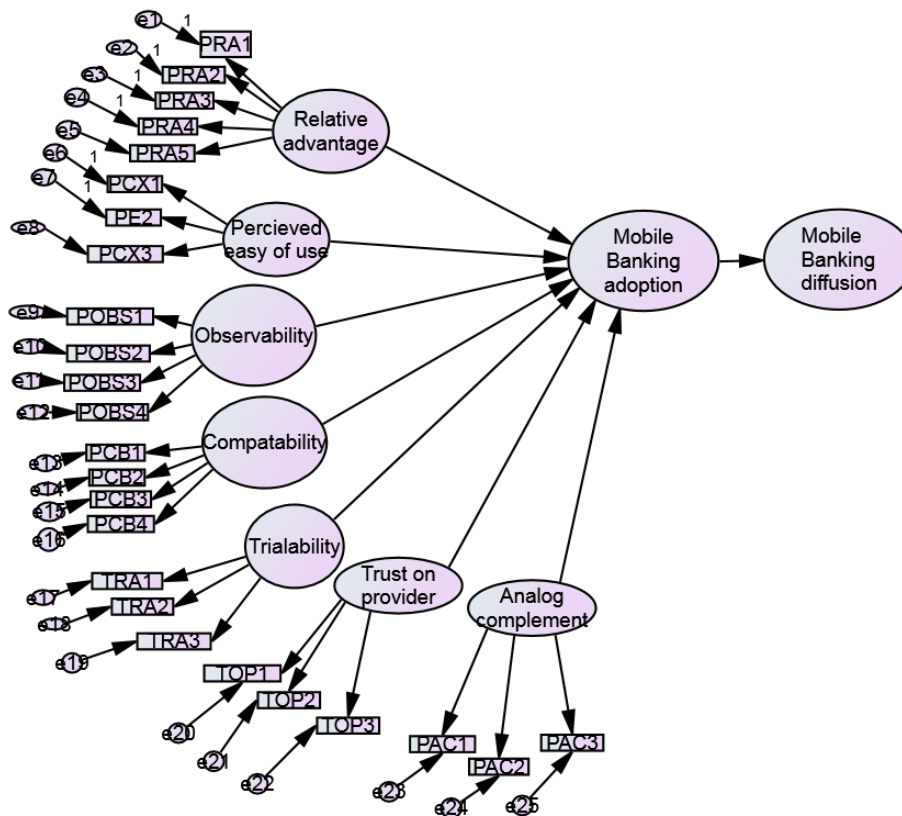 e1
1
PRA1
e2
1
PRA2
e3
1
PRA3
e4
1
PRA4
e5
PRA5
Relative
advantage
e6
1
PCX1
e7
1
PE2
e8
PCX3
Percieved
easy of use
Mobile
Banking
adoption
Mobile
Banking
diffusion
e9
POBS1
e10
POBS2
e11
POBS3
e12
POBS4
Observability
e13
PCB1
e14
PCB2
e15
PCB3
e16
PCB4
Compatability
Trialability
e17
TRA1
e18
TRA2
e19
TRA3
Trust on
provider
e20
TOP1
e21
TOP2
e22
TOP3
Analog
complement
e23
PAC1
e24
PAC2
e25
PAC3